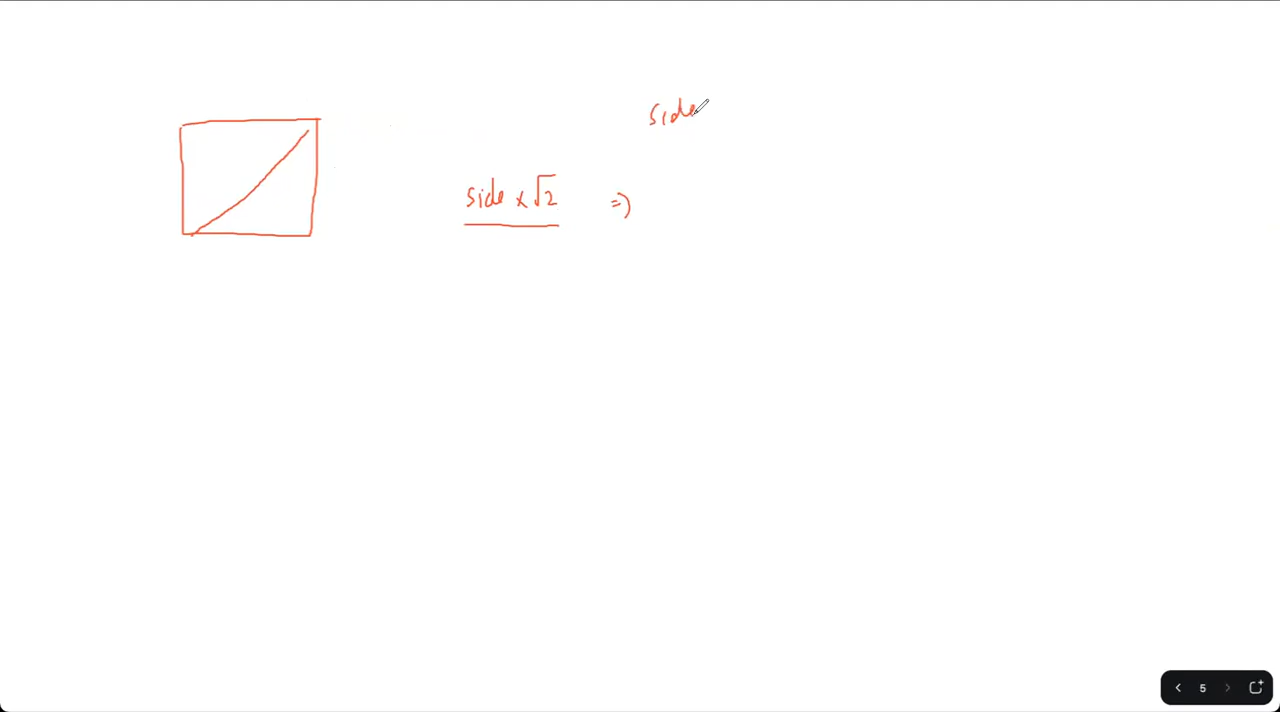 side
side × √2 =>
5